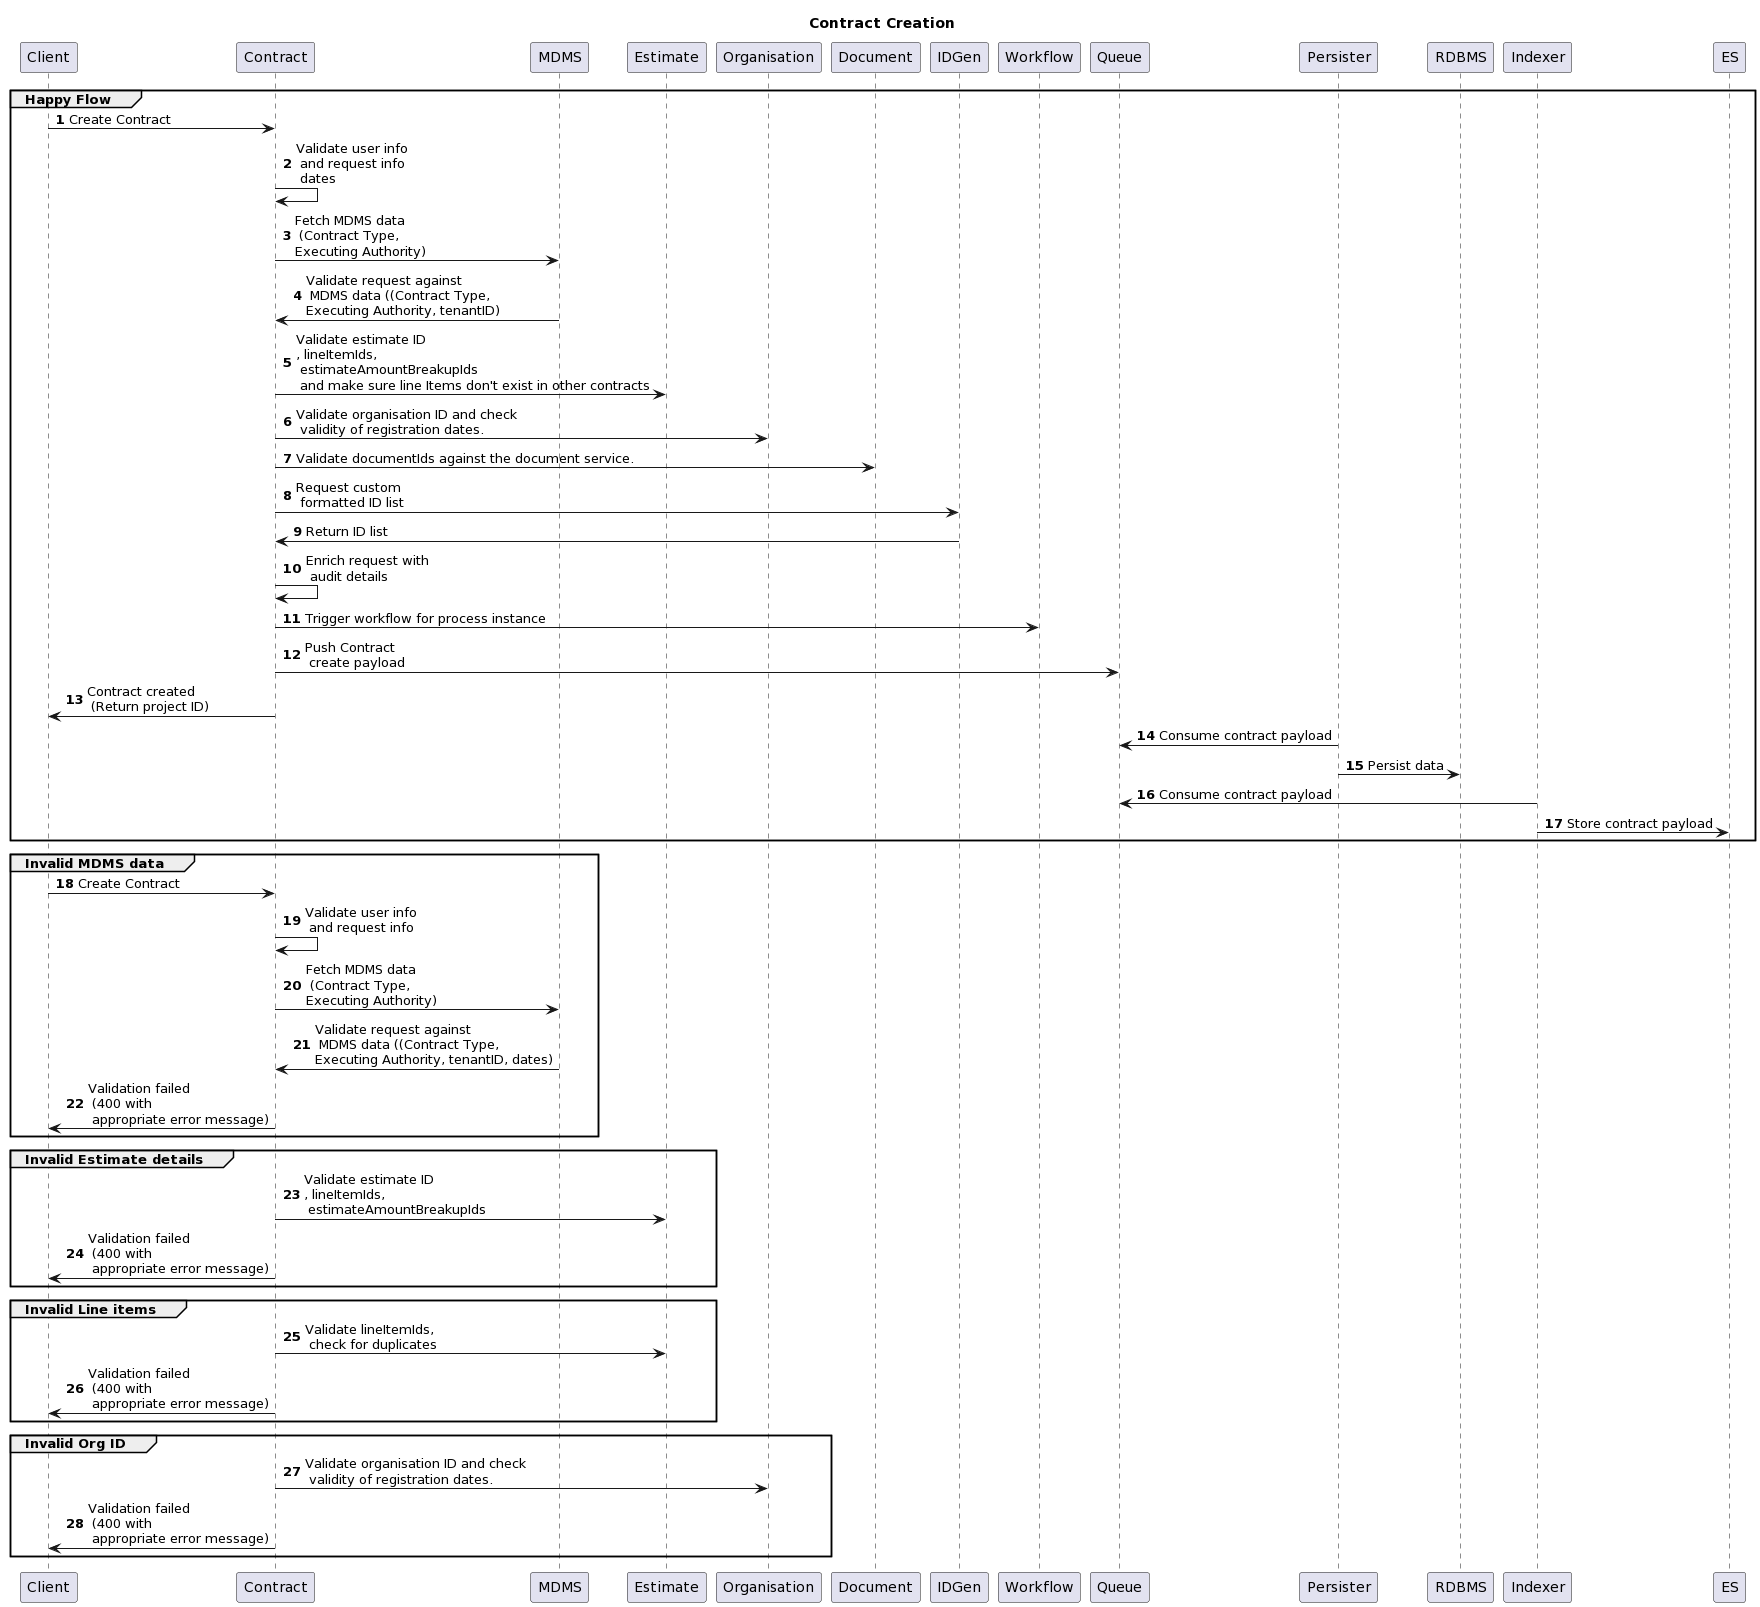 Contract Creation
Client
Contract
MDMS
Estimate
Organisation
Document
IDGen
Workflow
Queue
Persister
RDBMS
Indexer
ES
Happy Flow
1 Create Contract
Validate user info
2 and request info
dates
Fetch MDMS data
3 (Contract Type,
Executing Authority)
Validate request against
4 MDMS data ((Contract Type,
Executing Authority, tenantID)
Validate estimate ID
, lineItemIds,
5 estimateAmountBreakupIds
and make sure line Items don't exist in other contracts
6 Validate organisation ID and check
validity of registration dates.
7 Validate documentIds against the document service.
8 Request custom
formatted ID list
9 Return ID list
10 Enrich request with
audit details
11 Trigger workflow for process instance
12 Push Contract
create payload
13 Contract created
(Return project ID)
14 Consume contract payload
15 Persist data
16 Consume contract payload
17 Store contract payload
Invalid MDMS data
18 Create Contract
19 Validate user info
and request info
Fetch MDMS data
20 (Contract Type,
Executing Authority)
Validate request against
21 MDMS data ((Contract Type,
Executing Authority, tenantID, dates)
Validation failed
22 (400 with
appropriate error message)
Invalid Estimate details
Validate estimate ID
23 , lineItemIds,
estimateAmountBreakupIds
Validation failed
24 (400 with
appropriate error message)
Invalid Line items
25 Validate lineItemIds,
check for duplicates
Validation failed
26 (400 with
appropriate error message)
Invalid Org ID
27 Validate organisation ID and check
validity of registration dates.
Validation failed
28 (400 with
appropriate error message)
Client
Contract
MDMS
Estimate
Organisation
Document
IDGen
Workflow
Queue
Persister
RDBMS
Indexer
ES